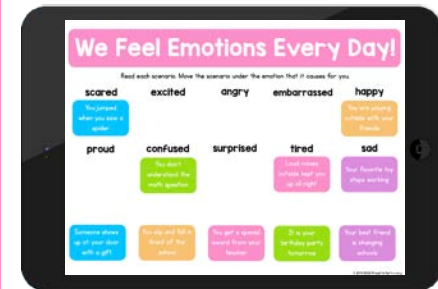 We Feel Emotions Every Day!
Read each scenario. Move the scenario under the emotion that it causes for you.
scared excited angry embarrassed happy
You jumped
when you saw a
spider
You are playing
outside with your
friends
proud confused surprised tired sad
You don't
understand the
math question
Loud noises
outside kept you
up all night
Your favorite toy
stops working
Someone shows
up at your door
with a gift
You slip and fall in
front of the
school
You get a special
award from your
teacher
It is your
birthday party
tomorrow
Your best friend
is changing
schools